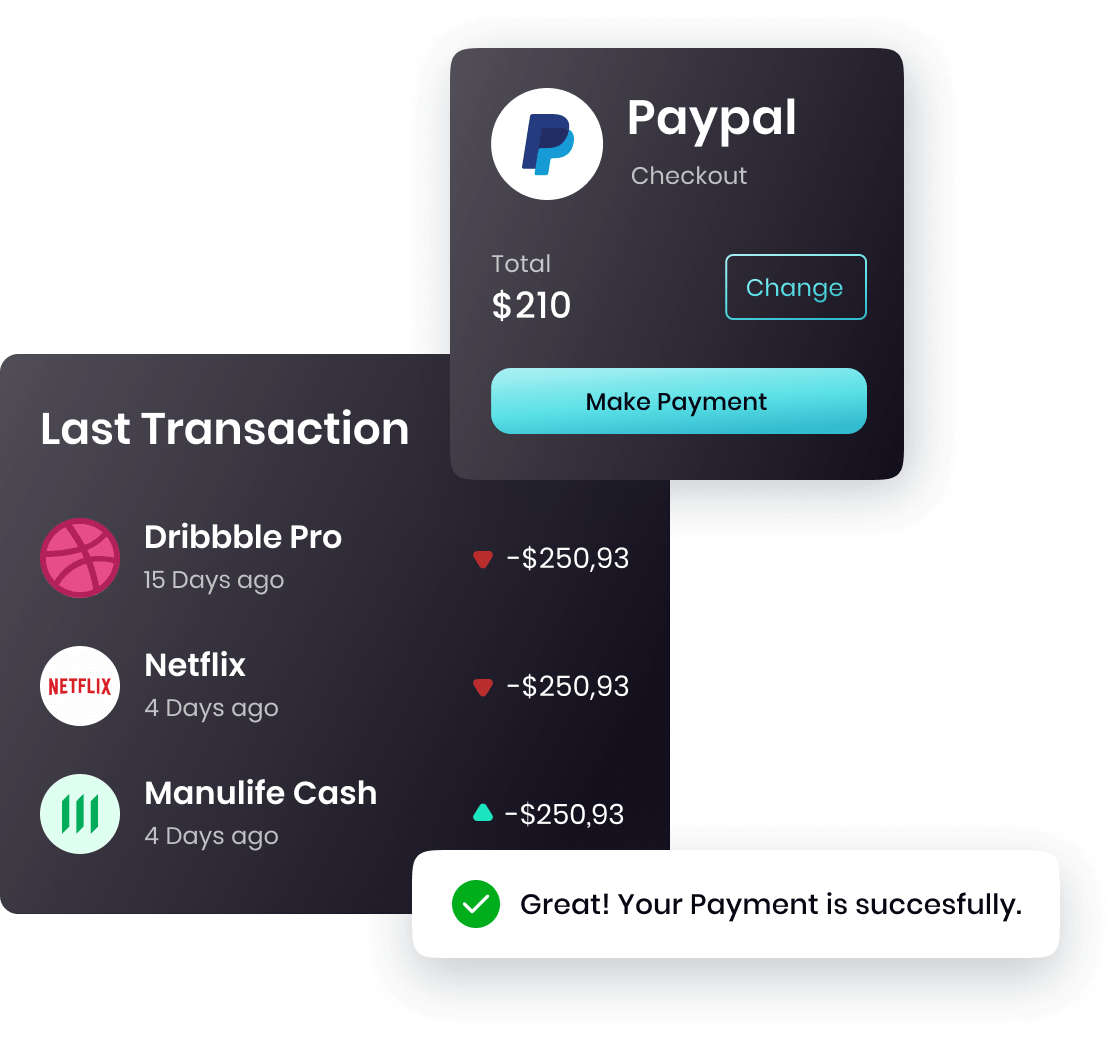 Paypal
Checkout
Total
$210
Change
Make Payment
Last Transaction
Dribbble Pro
15 Days ago
-$250,93
NETFLIX
Netflix
4 Days ago
-$250,93
Manulife Cash
4 Days ago
-$250,93
Great! Your Payment is succesfully.